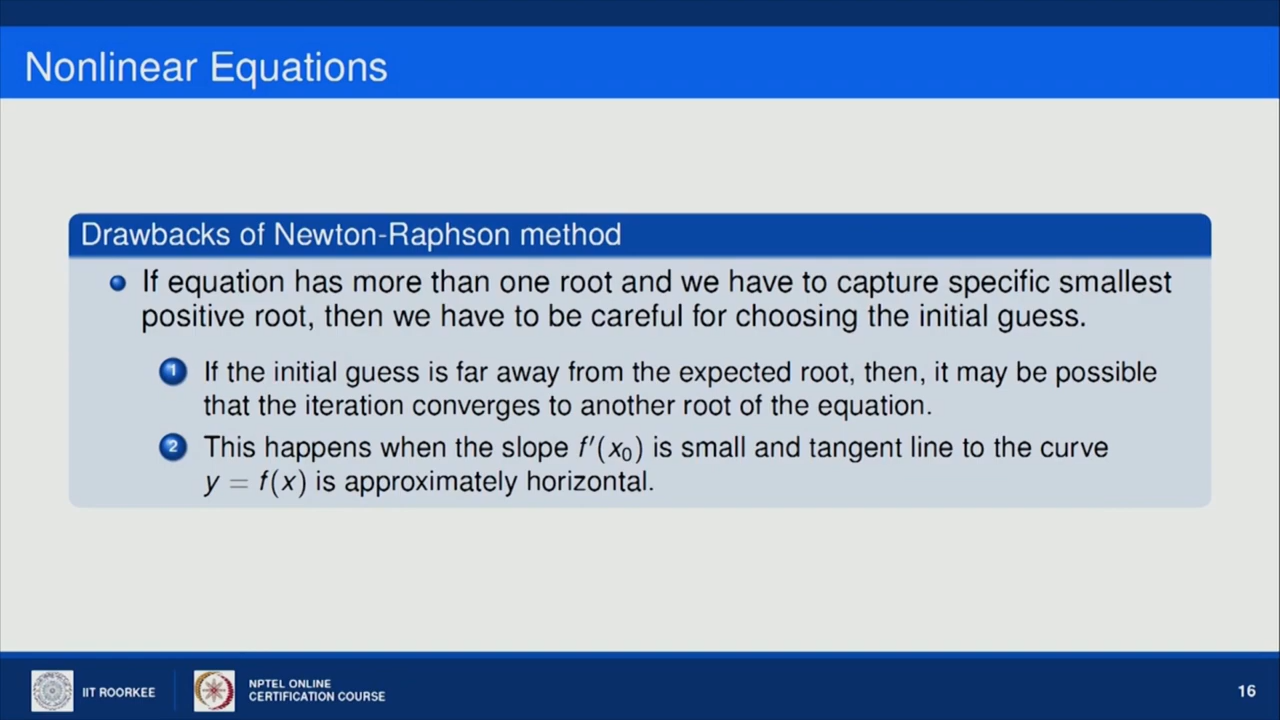 Nonlinear Equations
Drawbacks of Newton-Raphson method
If equation has more than one root and we have to capture specific smallest
positive root, then we have to be careful for choosing the initial guess.
1 If the initial guess is far away from the expected root, then, it may be possible
that the iteration converges to another root of the equation.
2 This happens when the slope f′(x₀) is small and tangent line to the curve
y = f(x) is approximately horizontal.
IIT ROORKEE
NPTEL ONLINE
CERTIFICATION COURSE
16